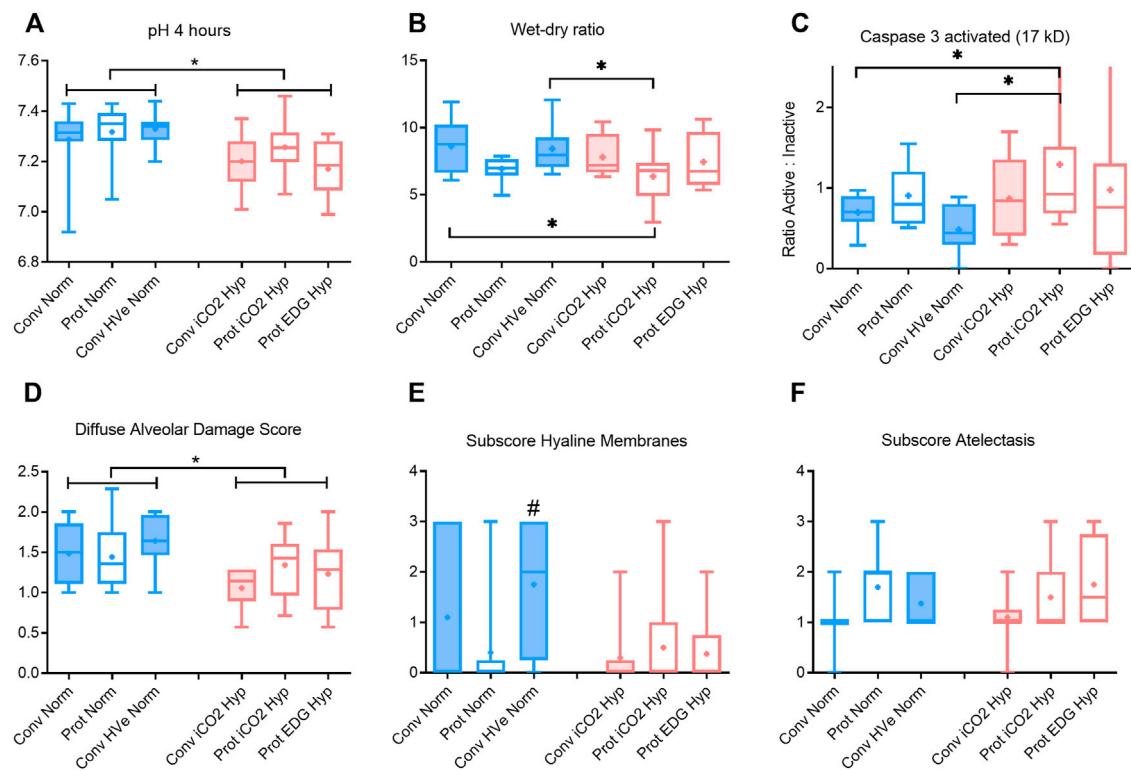 A
pH 4 hours
7.6
7.4
7.2
7.0
6.8
*
Conv Norm
Prot Norm
Conv HVe Norm
Conv iCO2 Hyp
Prot iCO2 Hyp
Prot EDG Hyp
B
Wet-dry ratio
15
10
5
0
*
*
Conv Norm
Prot Norm
Conv HVe Norm
Conv iCO2 Hyp
Prot iCO2 Hyp
Prot EDG Hyp
C
Caspase 3 activated (17 kD)
Ratio Active : Inactive
2
1
0
*
*
Conv Norm
Prot Norm
Conv HVe Norm
Conv iCO2 Hyp
Prot iCO2 Hyp
Prot EDG Hyp
D
Diffuse Alveolar Damage Score
2.5
2.0
1.5
1.0
0.5
0.0
*
Conv Norm
Prot Norm
Conv HVe Norm
Conv iCO2 Hyp
Prot iCO2 Hyp
Prot EDG Hyp
E
Subscore Hyaline Membranes
4
3
2
1
0
#
Conv Norm
Prot Norm
Conv HVe Norm
Conv iCO2 Hyp
Prot iCO2 Hyp
Prot EDG Hyp
F
Subscore Atelectasis
4
3
2
1
0
Conv Norm
Prot Norm
Conv HVe Norm
Conv iCO2 Hyp
Prot iCO2 Hyp
Prot EDG Hyp